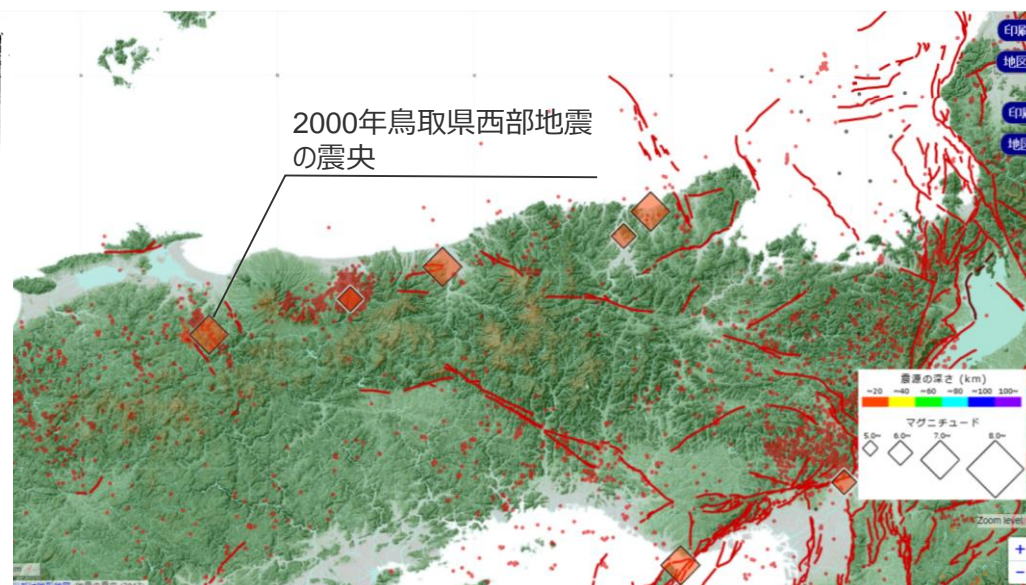 2000年鳥取県西部地震
の震央
印刷
地図
印刷
地図
震源の深さ (km)
~20 ~40 ~60 ~80 ~100 100~
マグニチュード
5.0~ 6.0~ 7.0~ 8.0~
Zoom level
+
−